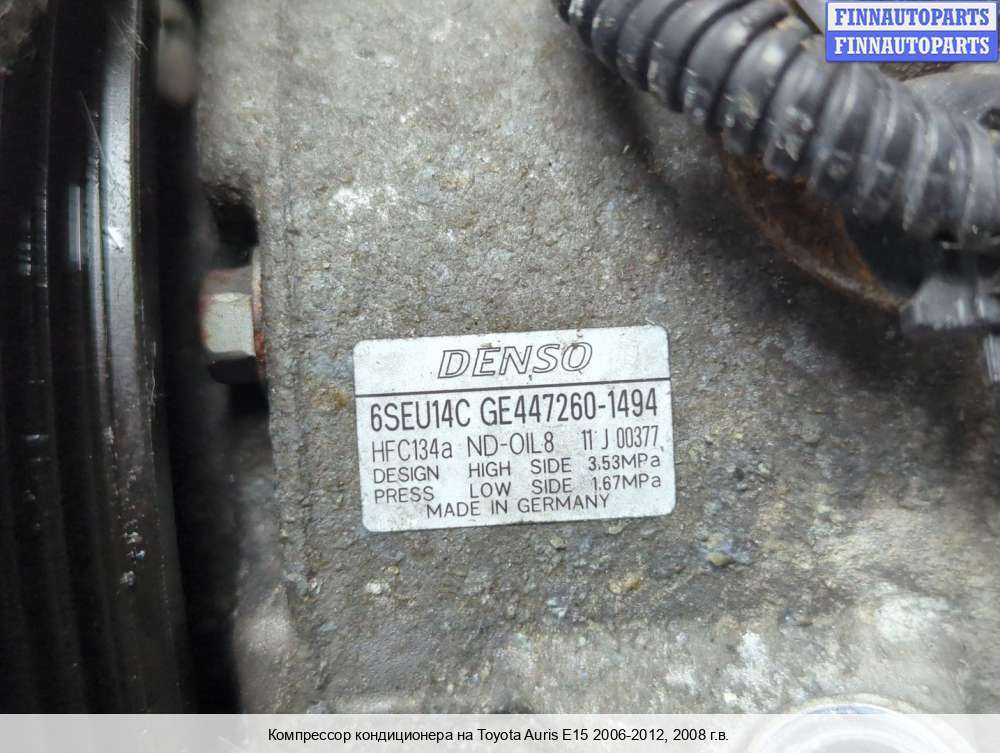 FINNAUTOPARTS
FINNAUTOPARTS
DENSO
6SEU14C GE447260-1494
HFC134a ND-OIL8 11 J 00377
DESIGN HIGH SIDE 3.53MPa
PRESS LOW SIDE 1.67MPa
MADE IN GERMANY
Компрессор кондиционера на Toyota Auris E15 2006-2012, 2008 г.в.